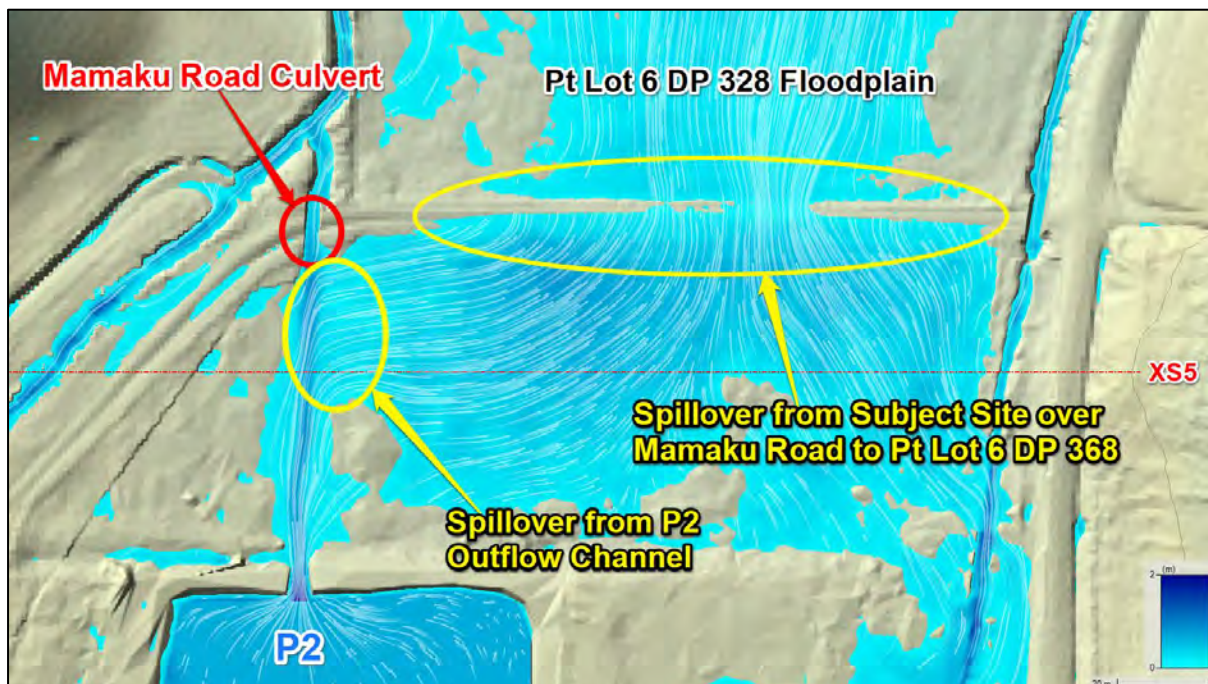 Mamaku Road Culvert
Pt Lot 6 DP 328 Floodplain
XS5
Spillover from Subject Site over
Mamaku Road to Pt Lot 6 DP 368
Spillover from P2
Outflow Channel
P2
2
(m)
0